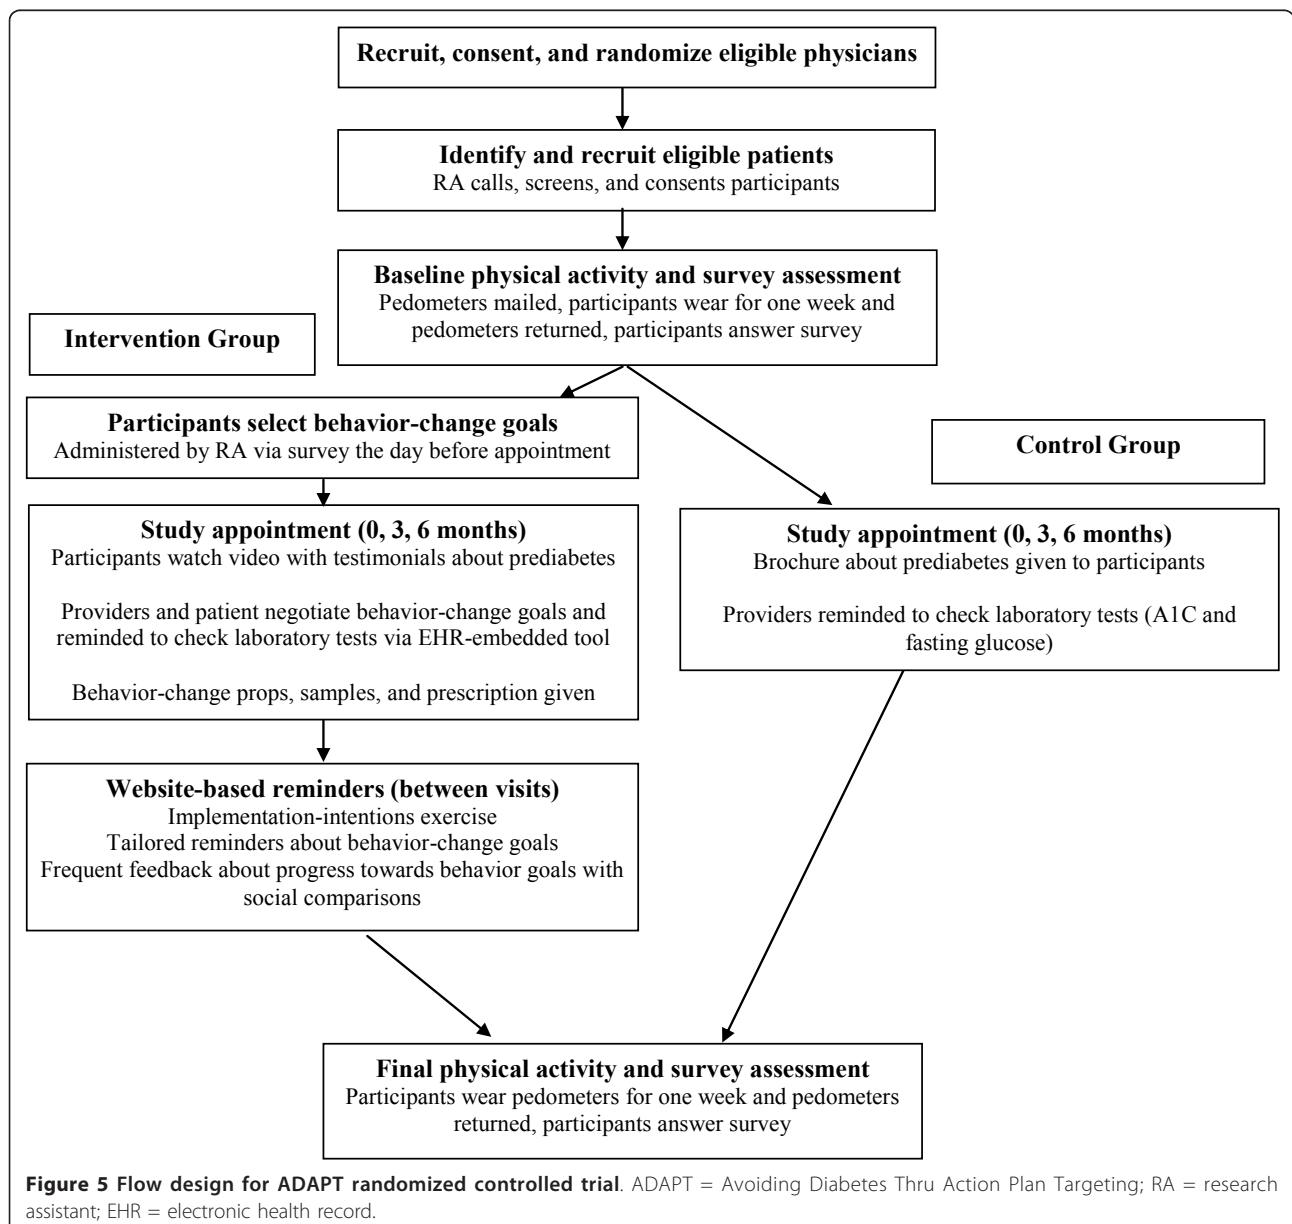 Recruit, consent, and randomize eligible physicians
Identify and recruit eligible patients
RA calls, screens, and consents participants
Baseline physical activity and survey assessment
Pedometers mailed, participants wear for one week and
pedometers returned, participants answer survey
Intervention Group
Participants select behavior-change goals
Administered by RA via survey the day before appointment
Control Group
Study appointment (0, 3, 6 months)
Participants watch video with testimonials about prediabetes
Providers and patient negotiate behavior-change goals and
reminded to check laboratory tests via EHR-embedded tool
Behavior-change props, samples, and prescription given
Study appointment (0, 3, 6 months)
Brochure about prediabetes given to participants
Providers reminded to check laboratory tests (A1C and
fasting glucose)
Website-based reminders (between visits)
Implementation-intentions exercise
Tailored reminders about behavior-change goals
Frequent feedback about progress towards behavior goals with
social comparisons
Final physical activity and survey assessment
Participants wear pedometers for one week and pedometers
returned, participants answer survey
Figure 5 Flow design for ADAPT randomized controlled trial. ADAPT = Avoiding Diabetes Thru Action Plan Targeting; RA = research
assistant; EHR = electronic health record.